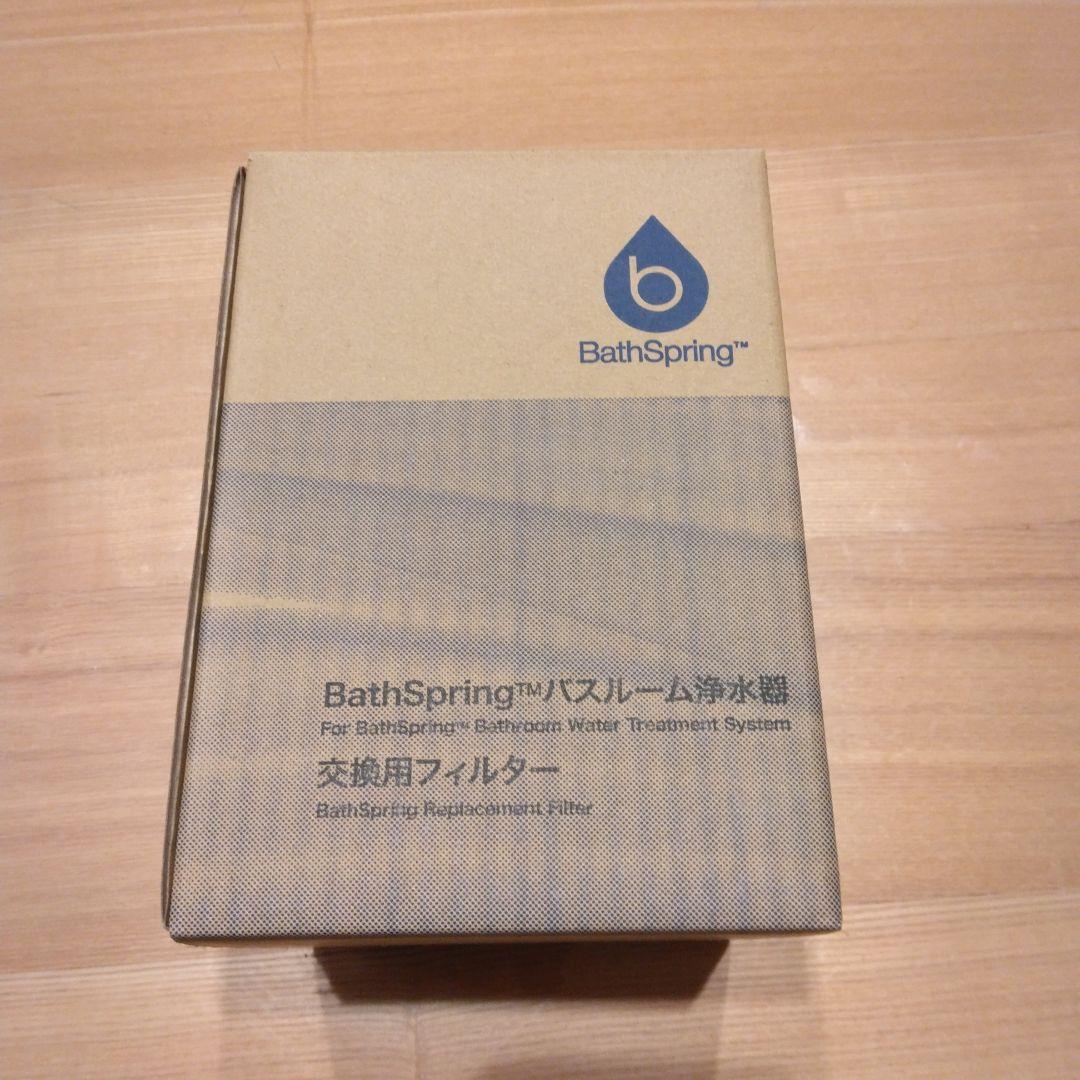 b
BathSpring™
BathSpring™バスルーム浄水器
For BathSpring™ Bathroom Water Treatment System
交換用フィルター
BathSpring Replacement Filter